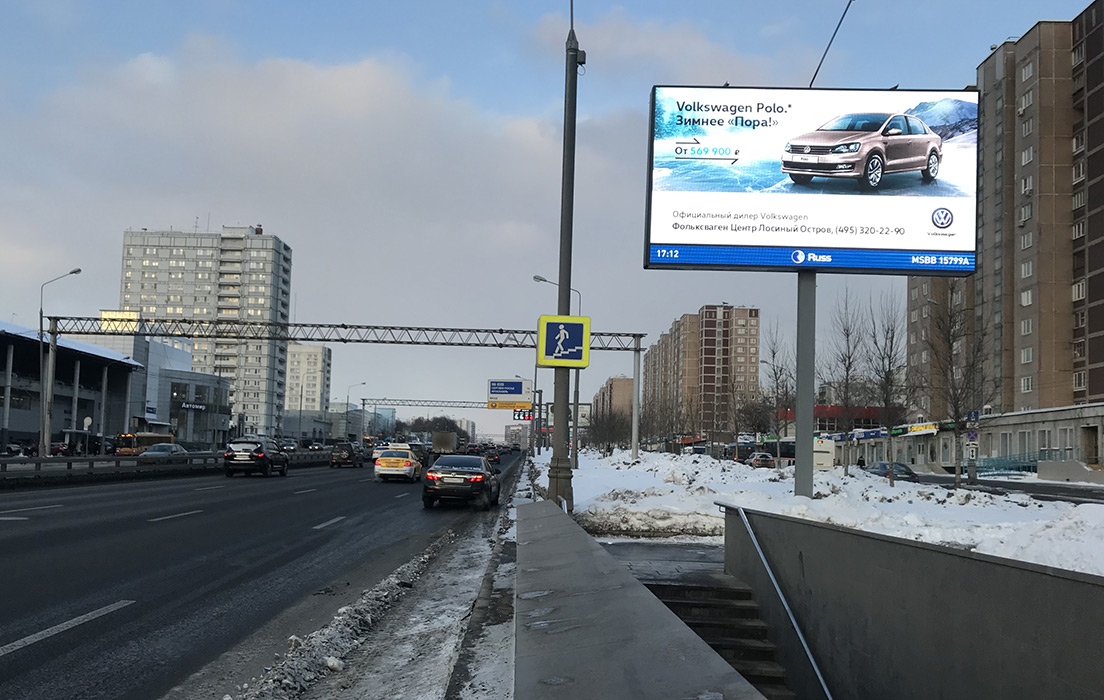 Volkswagen Polo.*
Зимнее «Пора!»
От 569 900 ₽
Официальный дилер Volkswagen
Фольксваген Центр Лосиный Остров, (495) 320-22-90
Volkswagen
17:12
Russ
MSBB 15799A
Автомир